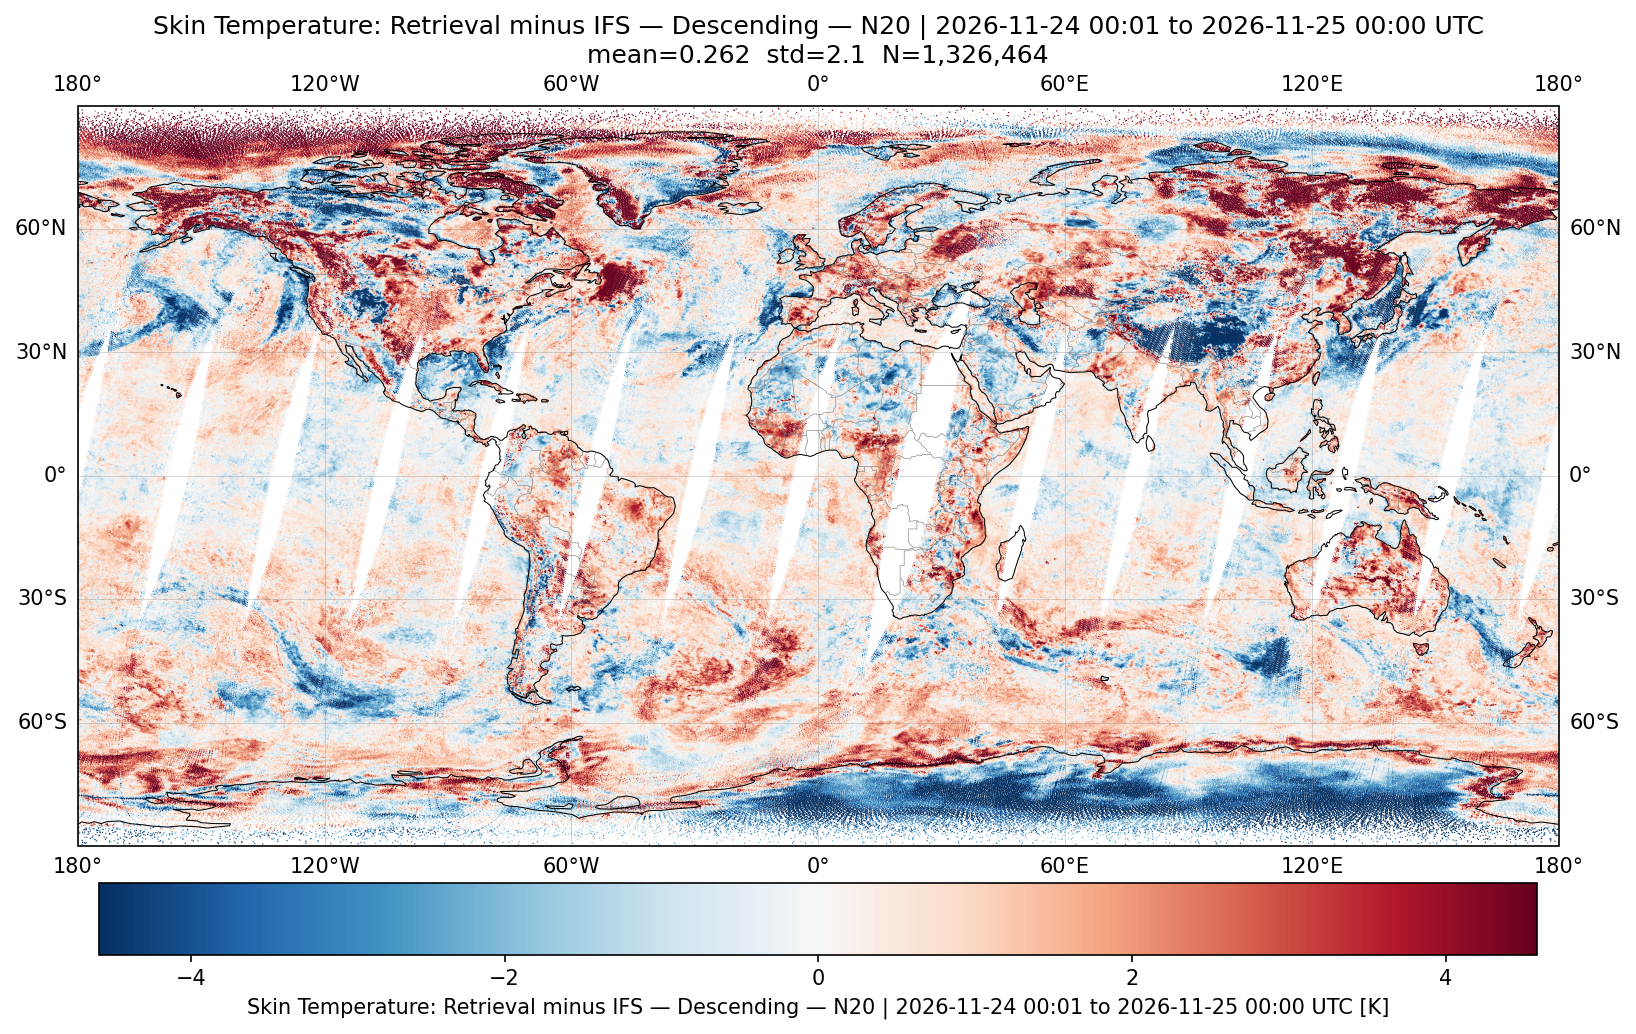 Skin Temperature: Retrieval minus IFS — Descending — N20 | 2026-11-24 00:01 to 2026-11-25 00:00 UTC
mean=0.262  std=2.1  N=1,326,464
180° 120°W 60°W 0° 60°E 120°E 180°
60°N 60°N
30°N 30°N
0° 0°
30°S 30°S
60°S 60°S
180° 120°W 60°W 0° 60°E 120°E 180°
−4 −2 0 2 4
Skin Temperature: Retrieval minus IFS — Descending — N20 | 2026-11-24 00:01 to 2026-11-25 00:00 UTC [K]